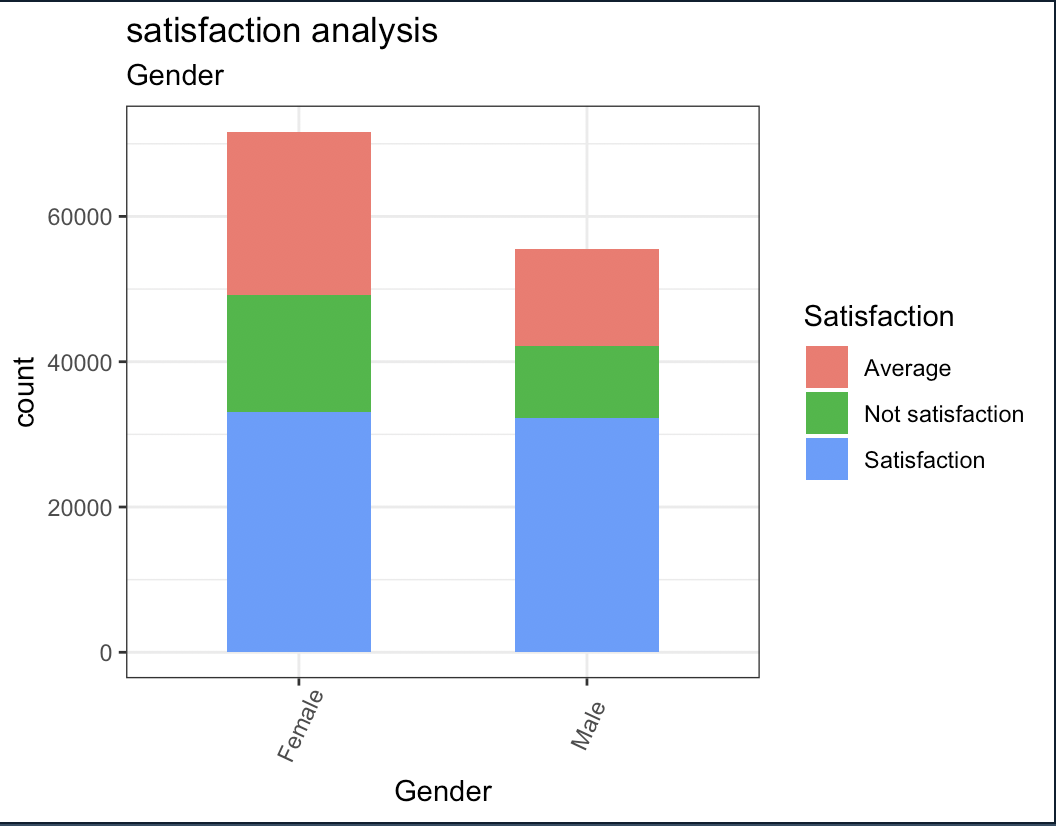 satisfaction analysis
Gender
60000
40000
20000
0
count
Female
Male
Gender
Satisfaction
Average
Not satisfaction
Satisfaction